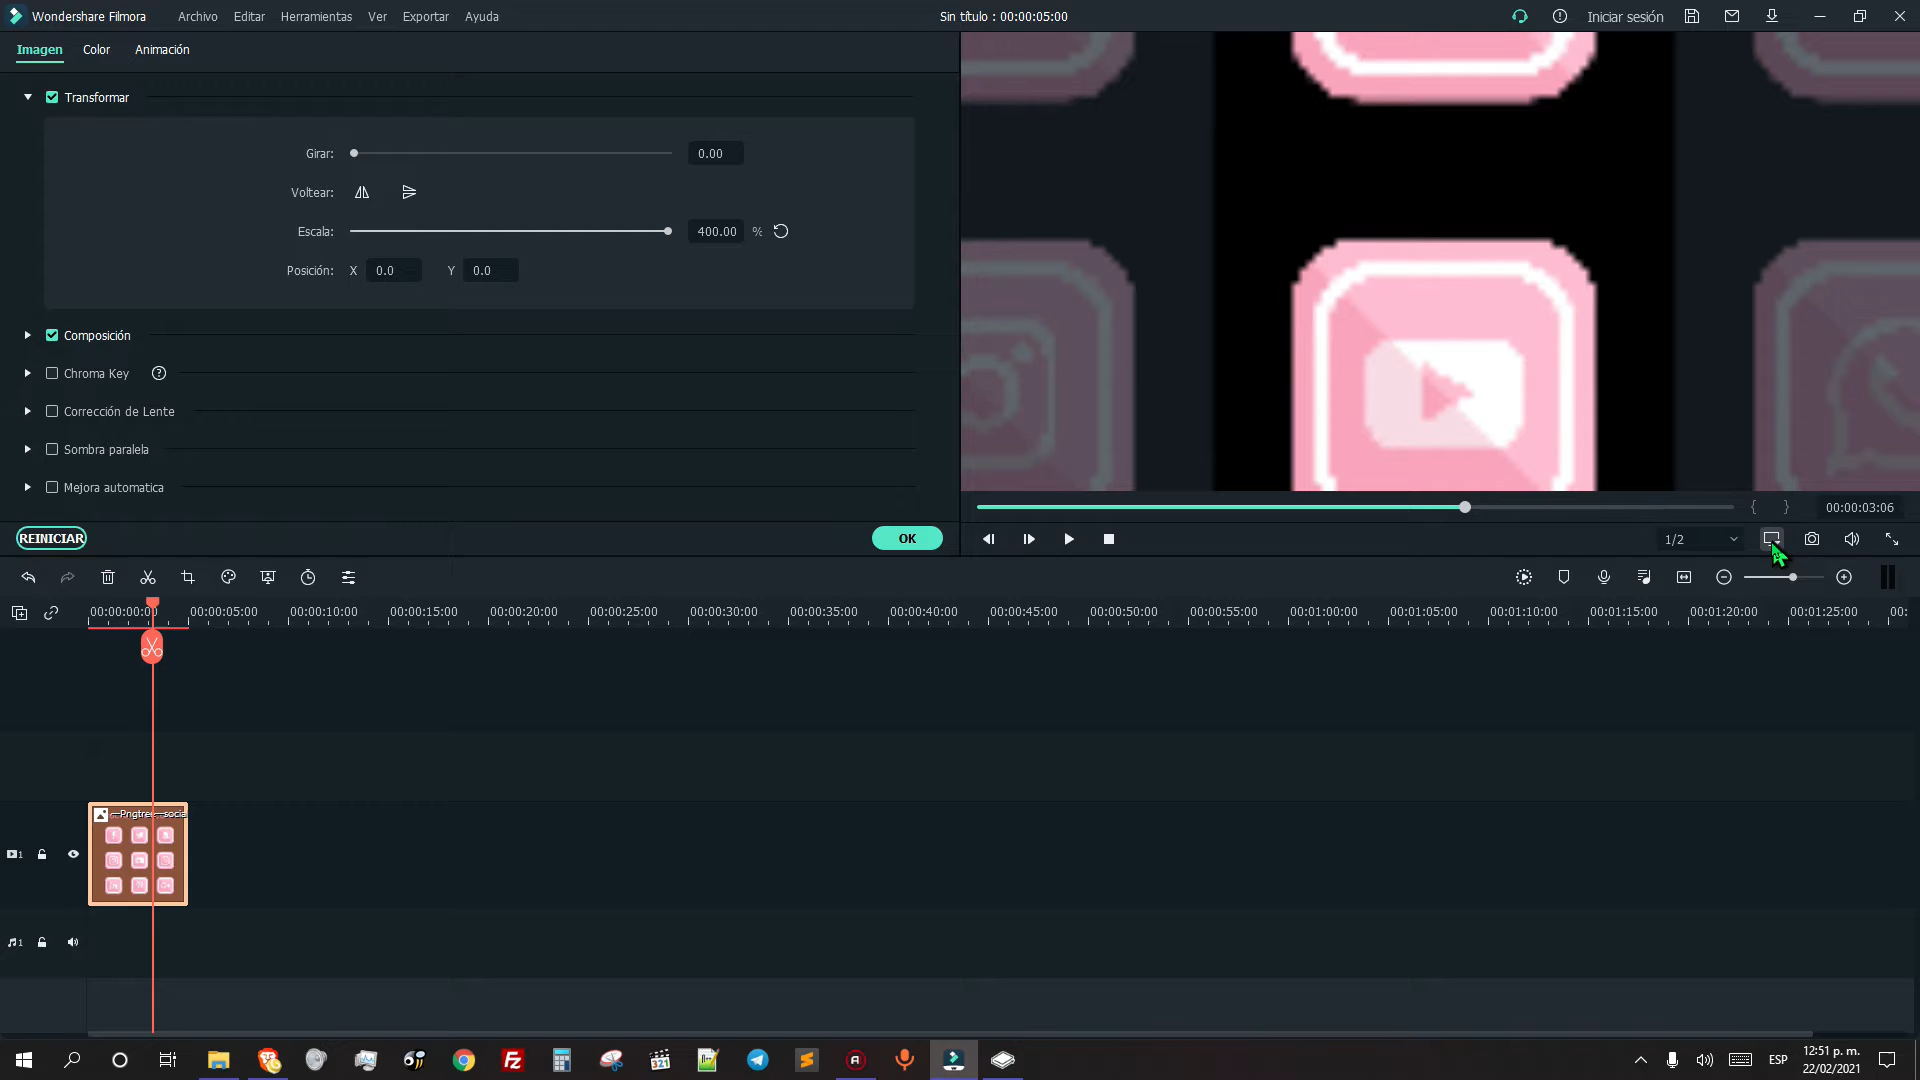 Wondershare Filmora Archivo Editar Herramientas Ver Exportar Ayuda Sin título : 00:00:05:00 Iniciar sesión
Imagen Color Animación
Transformar
Girar: 0.00
Voltear:
Escala: 400.00 %
Posición: X 0.0 Y 0.0
Composición
Chroma Key
Corrección de Lente
Sombra paralela
Mejora automatica
REINICIAR OK
{ } 00:00:03:06
1/2
00:00:00:0 00:00:05:00 00:00:10:00 00:00:15:00 00:00:20:00 00:00:25:00 00:00:30:00 00:00:35:00 00:00:40:00 00:00:45:00 00:00:50:00 00:00:55:00 00:01:00:00 00:01:05:00 00:01:10:00 00:01:15:00 00:01:20:00 00:01:25:00 00:
—Pngtree—socia
1
1
ESP
12:51 p. m.
22/02/2021